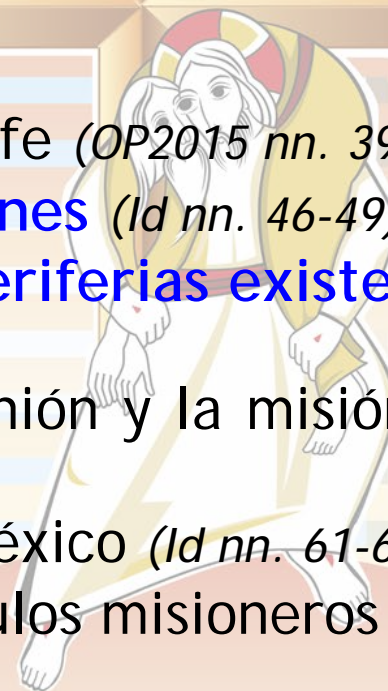 fe (OP2015 nn. 39
nes (Id nn. 46-49)
eriferias existe
nión y la misión
éxico (Id nn. 61-6
ulos misioneros